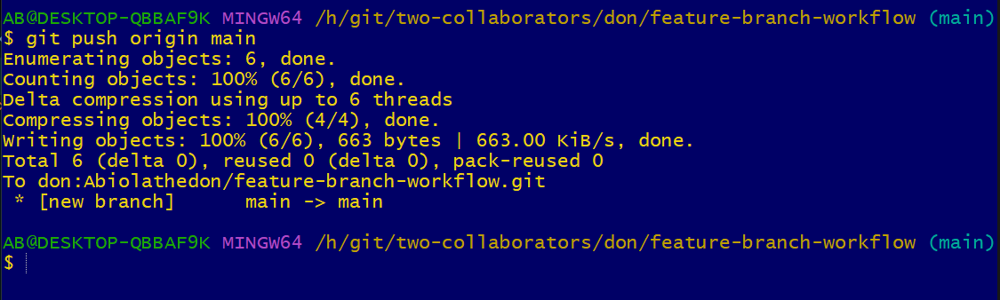 AB@DESKTOP-QBBAF9K MINGW64 /h/git/two-collaborators/don/feature-branch-workflow (main)
$ git push origin main
Enumerating objects: 6, done.
Counting objects: 100% (6/6), done.
Delta compression using up to 6 threads
Compressing objects: 100% (4/4), done.
Writing objects: 100% (6/6), 663 bytes | 663.00 KiB/s, done.
Total 6 (delta 0), reused 0 (delta 0), pack-reused 0
To don:Abiolathedon/feature-branch-workflow.git
 * [new branch]      main -> main
AB@DESKTOP-QBBAF9K MINGW64 /h/git/two-collaborators/don/feature-branch-workflow (main)
$